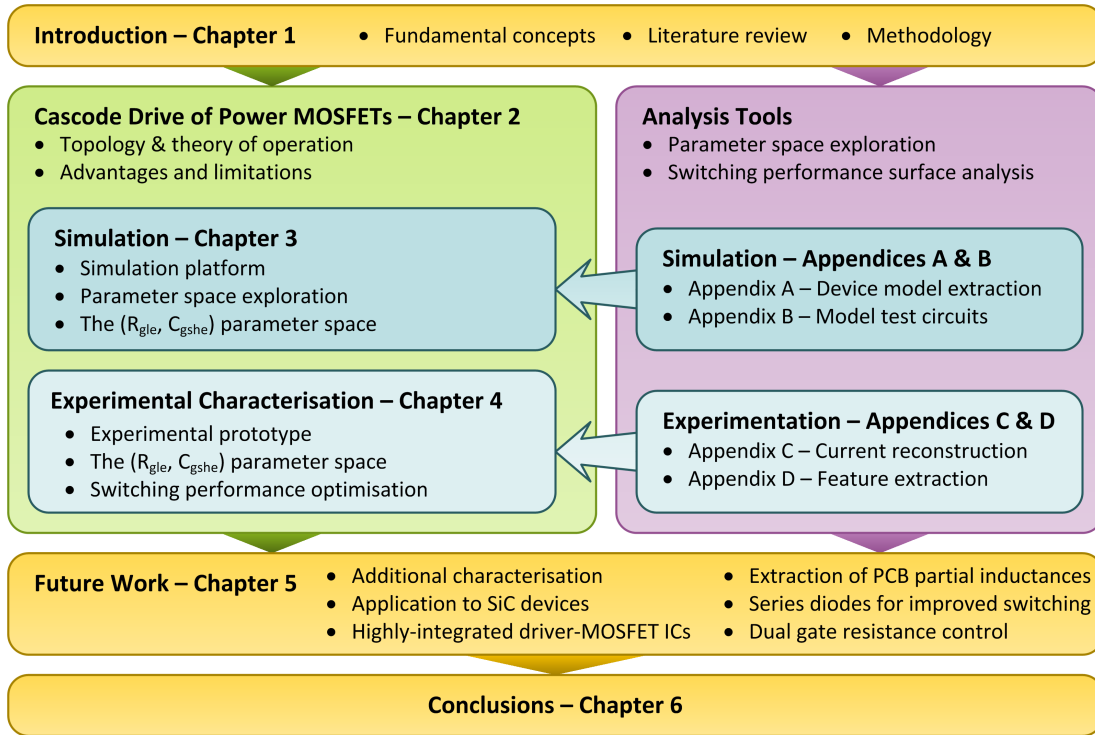 Introduction – Chapter 1 • Fundamental concepts • Literature review • Methodology
Cascode Drive of Power MOSFETs – Chapter 2
• Topology & theory of operation
• Advantages and limitations
Simulation – Chapter 3
• Simulation platform
• Parameter space exploration
• The (Rgle, Cgshe) parameter space
Experimental Characterisation – Chapter 4
• Experimental prototype
• The (Rgle, Cgshe) parameter space
• Switching performance optimisation
Analysis Tools
• Parameter space exploration
• Switching performance surface analysis
Simulation – Appendices A & B
• Appendix A – Device model extraction
• Appendix B – Model test circuits
Experimentation – Appendices C & D
• Appendix C – Current reconstruction
• Appendix D – Feature extraction
Future Work – Chapter 5
• Additional characterisation
• Application to SiC devices
• Highly-integrated driver-MOSFET ICs
• Extraction of PCB partial inductances
• Series diodes for improved switching
• Dual gate resistance control
Conclusions – Chapter 6